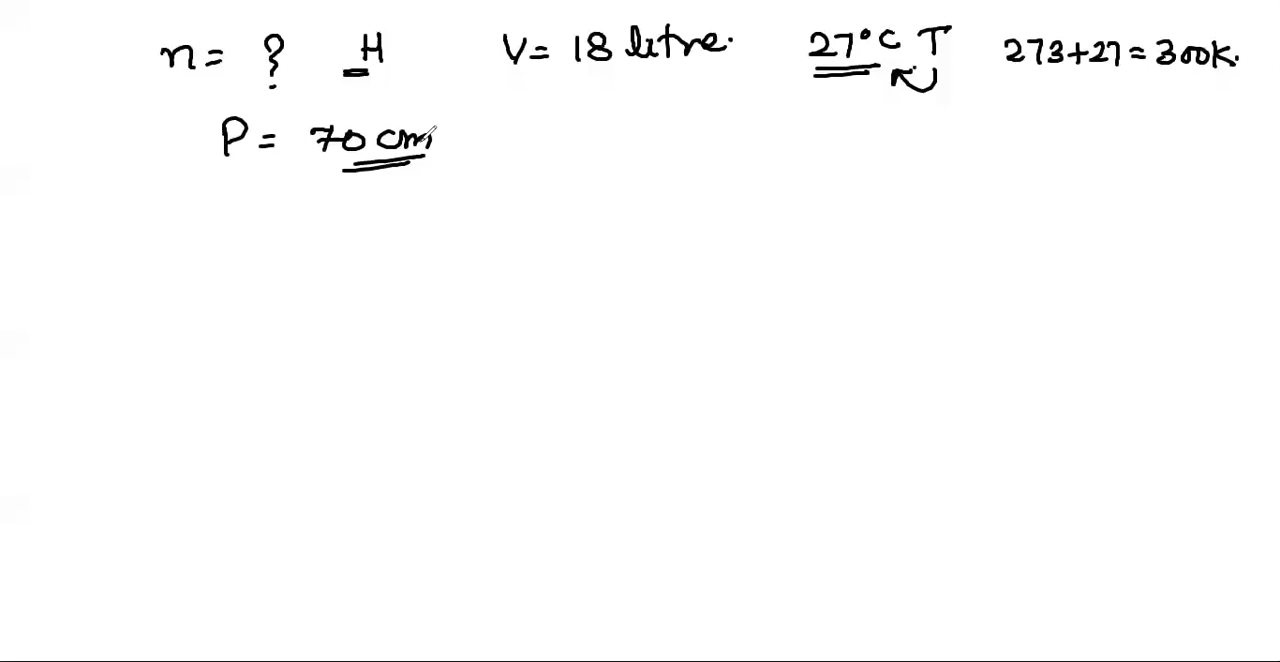 n = ? H V = 18 litre. 27°C T 273+27 = 300K.
P = 70 cm